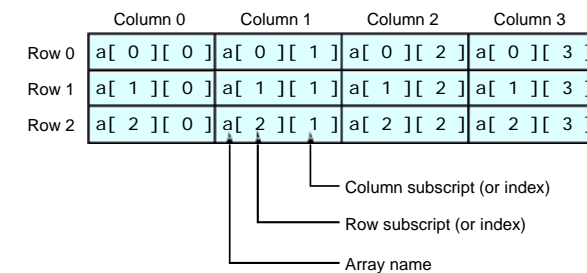 Column 0 Column 1 Column 2 Column 3
Row 0 a[ 0 ][ 0 ] a[ 0 ][ 1 ] a[ 0 ][ 2 ] a[ 0 ][ 3 ]
Row 1 a[ 1 ][ 0 ] a[ 1 ][ 1 ] a[ 1 ][ 2 ] a[ 1 ][ 3 ]
Row 2 a[ 2 ][ 0 ] a[ 2 ][ 1 ] a[ 2 ][ 2 ] a[ 2 ][ 3 ]
Column subscript (or index)
Row subscript (or index)
Array name